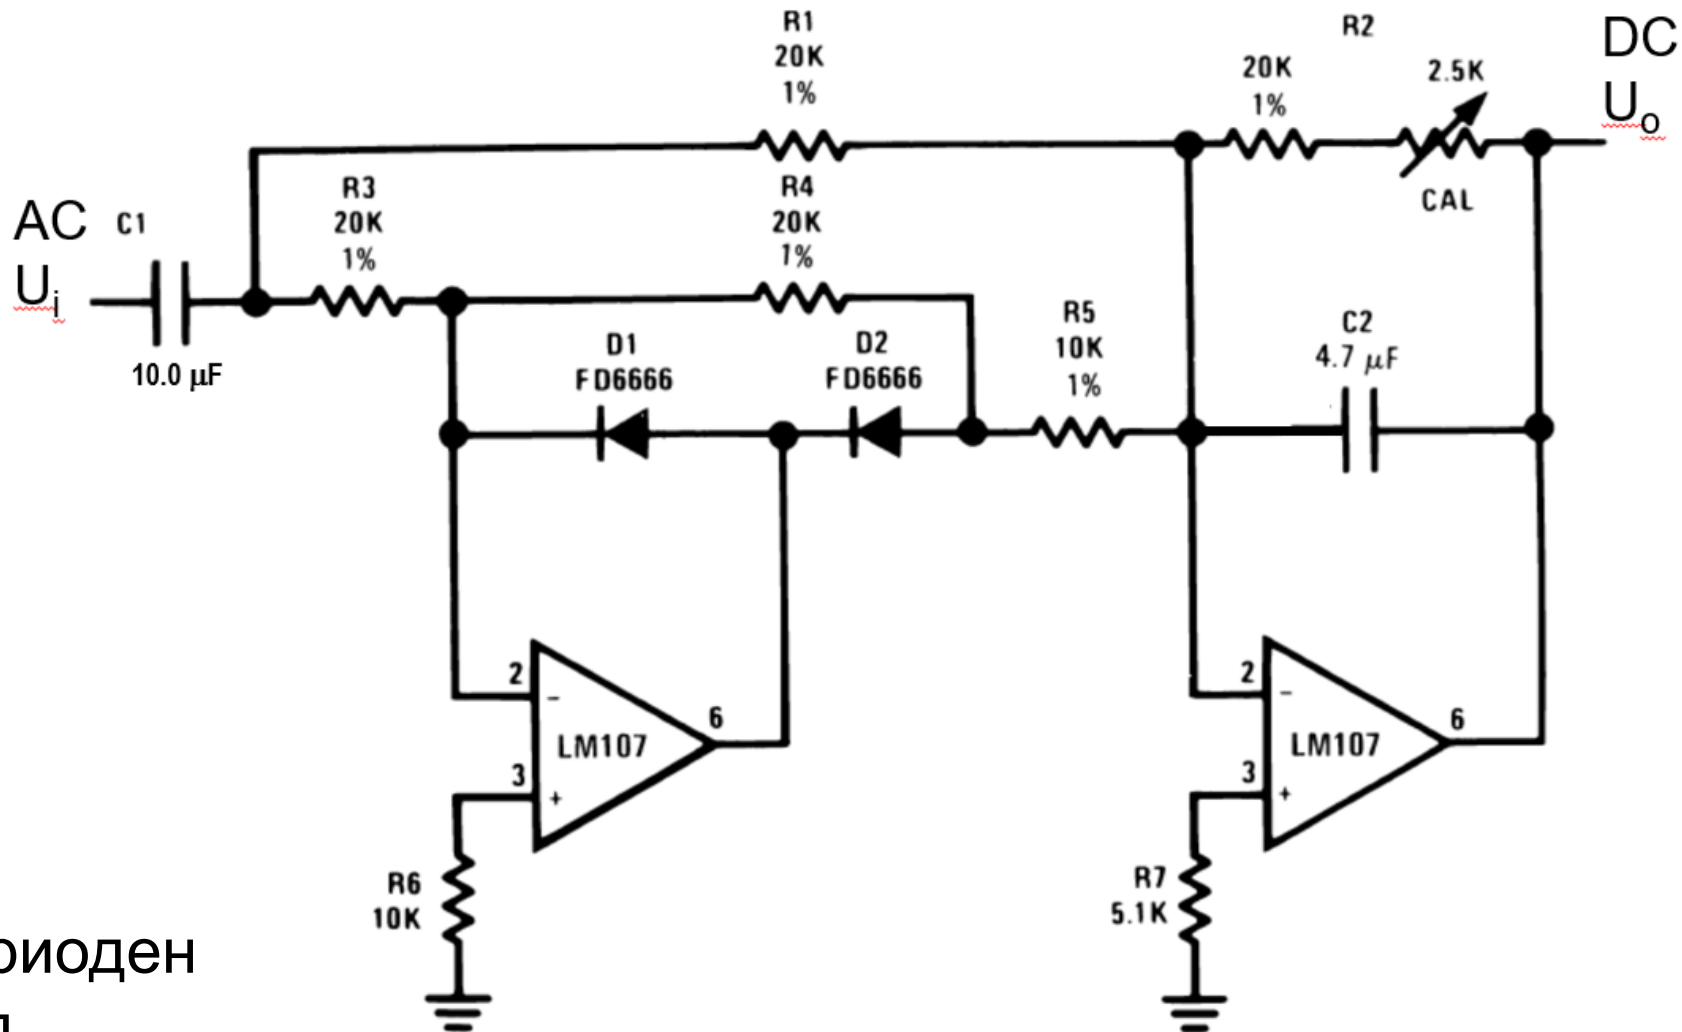 R1
20K
1%
R2
20K
1%
2.5K
CAL
DC
Uo
AC
Ui
C1
10.0 µF
R3
20K
1%
R4
20K
1%
D1
FD6666
D2
FD6666
R5
10K
1%
C2
4.7 µF
2
3
6
−
+
LM107
2
3
6
−
+
LM107
R6
10K
R7
5.1K
риоден